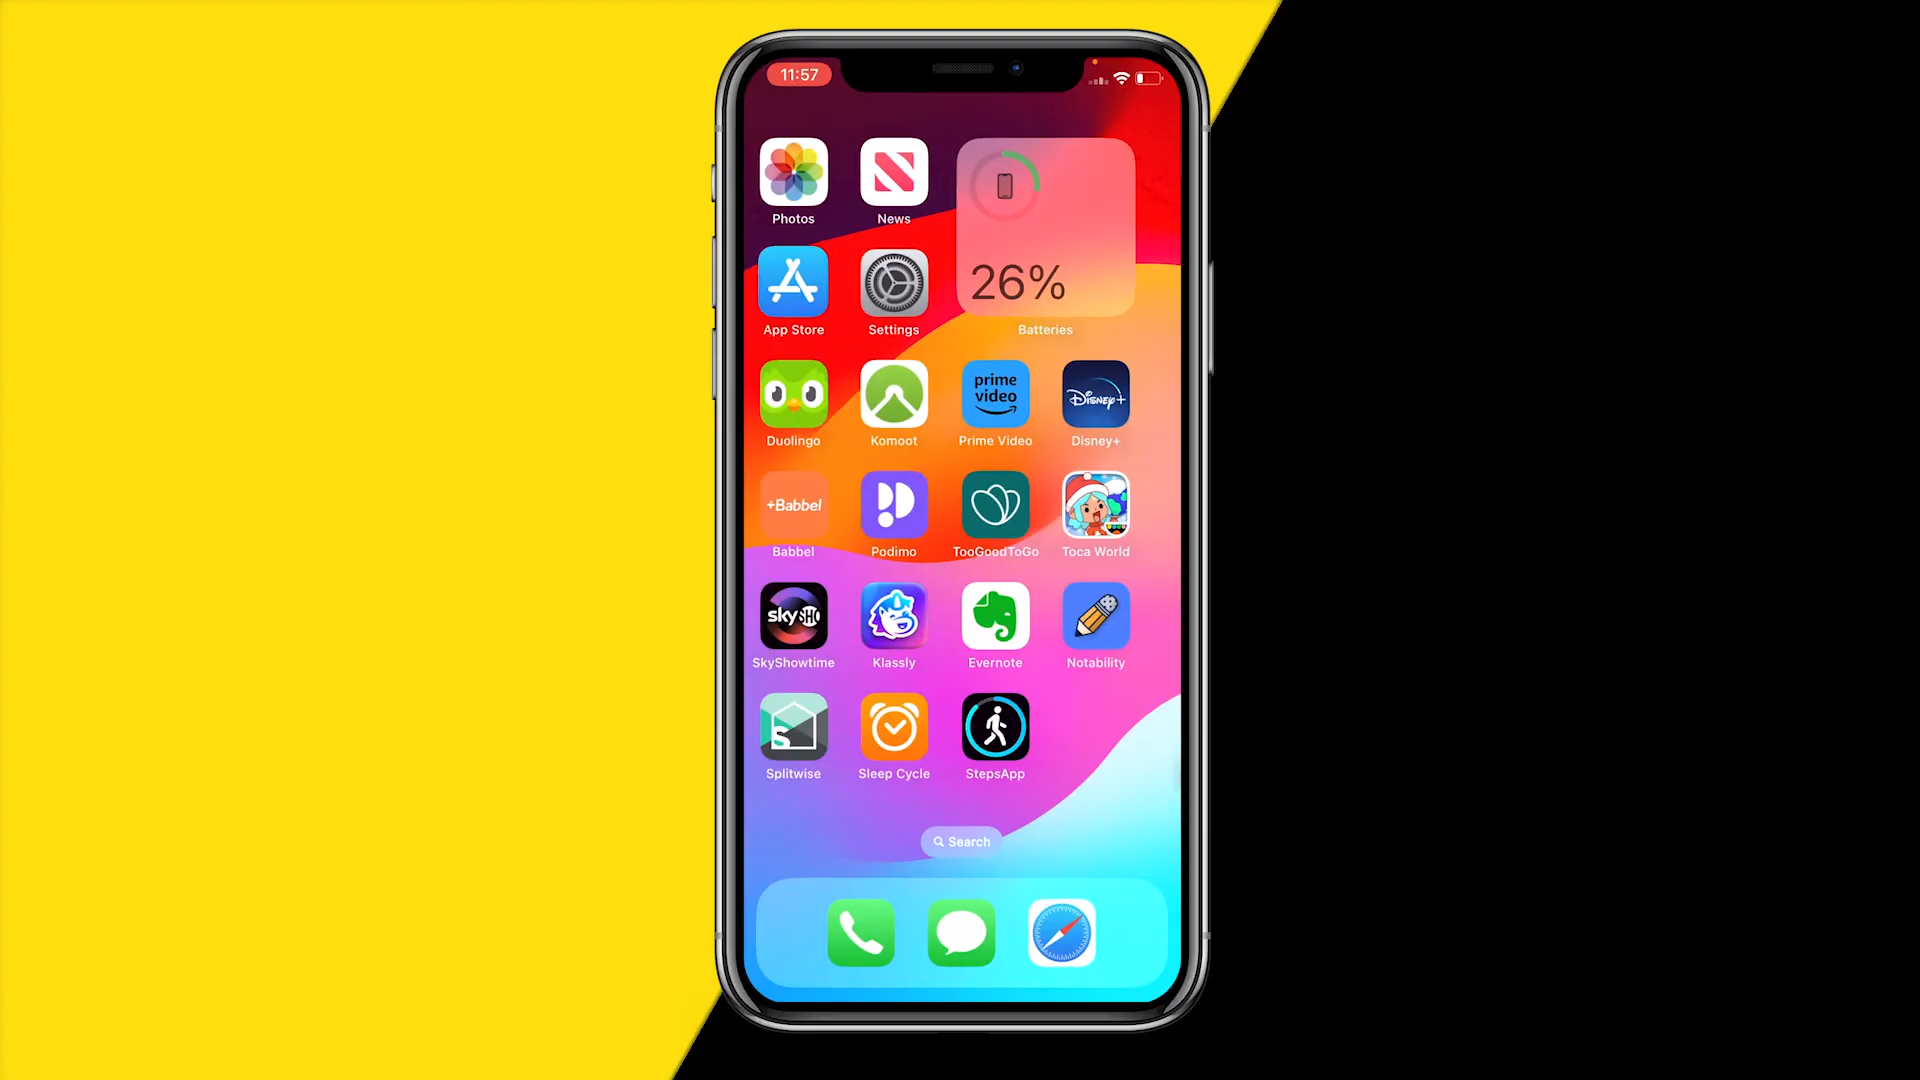 11:57
Photos
News
26%
App Store
Settings
Batteries
prime
video
Disney+
Duolingo
Komoot
Prime Video
Disney+
+Babbel
Babbel
Podimo
TooGoodToGo
Toca World
sky SHO
SkyShowtime
Klassly
Evernote
Notability
S
Splitwise
Sleep Cycle
StepsApp
Search